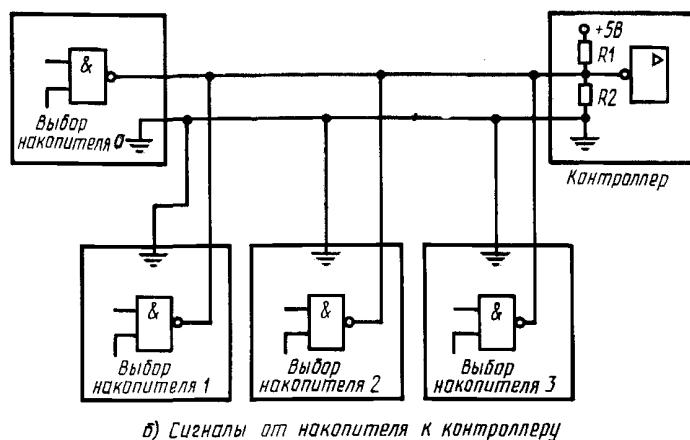 &
Выбор
накопителя 0
+5В
R1
R2
Контроллер
&
Выбор
накопителя 1
&
Выбор
накопителя 2
&
Выбор
накопителя 3
б) Сигналы от накопителя к контроллеру